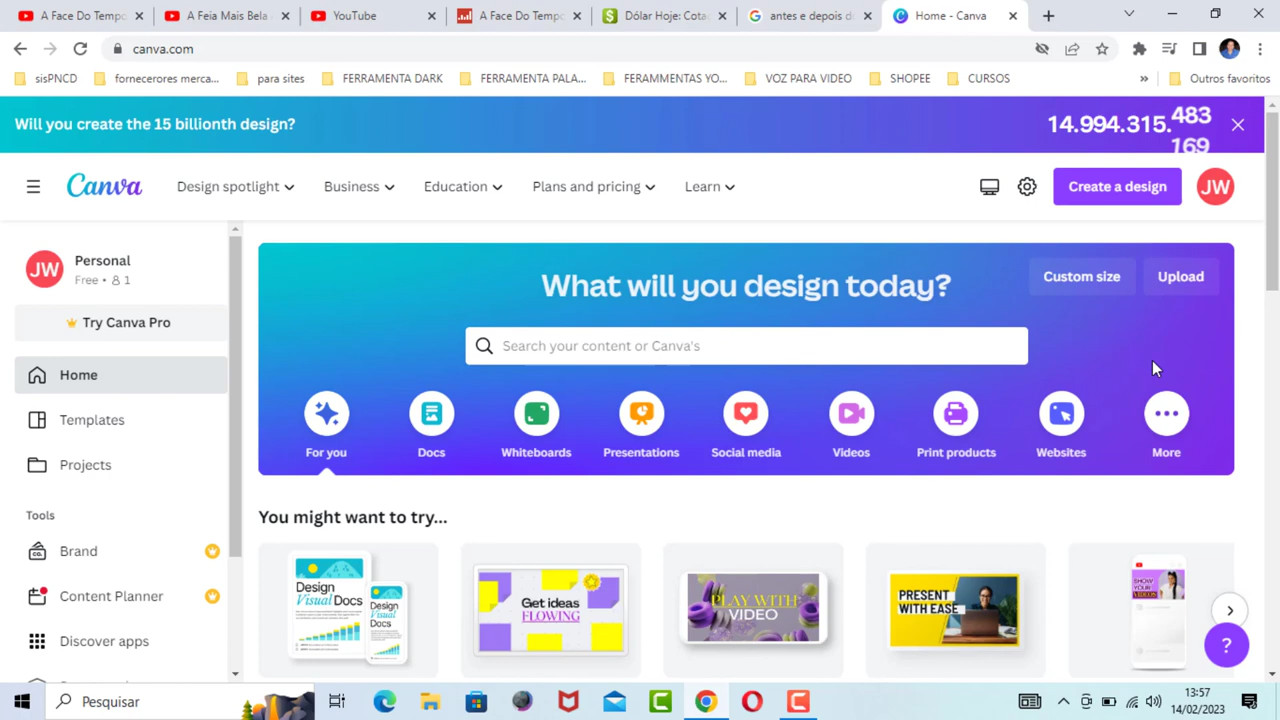 A Face Do Tempo
A Feia Mais Bela
YouTube
A Face Do Tempo
Dólar Hoje: Cota
antes e depois d
Home - Canva
canva.com
sisPNCD
fornecerores merca...
para sites
FERRAMENTA DARK
FERRAMENTA PALA...
FERAMMENTAS YO...
VOZ PARA VIDEO
SHOPEE
CURSOS
»
Outros favoritos
Will you create the 15 billionth design?
14.994.315.483
169
Canva
Design spotlight
Business
Education
Plans and pricing
Learn
Create a design
JW
JW
Personal
Free • 1
Try Canva Pro
Home
Templates
Projects
Tools
Brand
Content Planner
Discover apps
What will you design today?
Custom size
Upload
Search your content or Canva's
For you
Docs
Whiteboards
Presentations
Social media
Videos
Print products
Websites
More
You might want to try...
Design
Visual Docs
Design
Visual
Docs
Get ideas
FLOWING
PLAY WITH
VIDEO
PRESENT
WITH EASE
SHOW
YOUR
VIDEOS
?
Pesquisar
13:57
14/02/2023